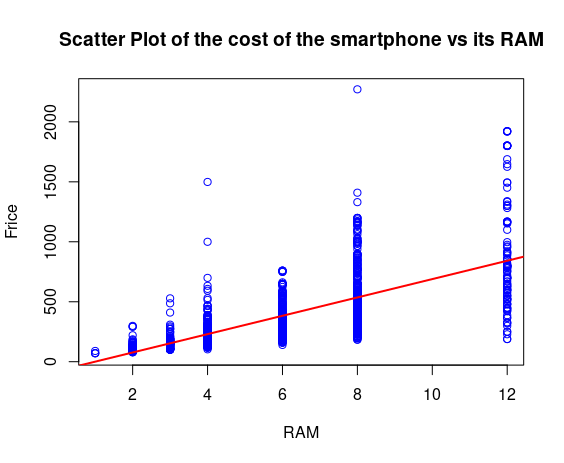 Scatter Plot of the cost of the smartphone vs its RAM
Frice
2000
1500
1000
500
0
2 4 6 8 10 12
RAM